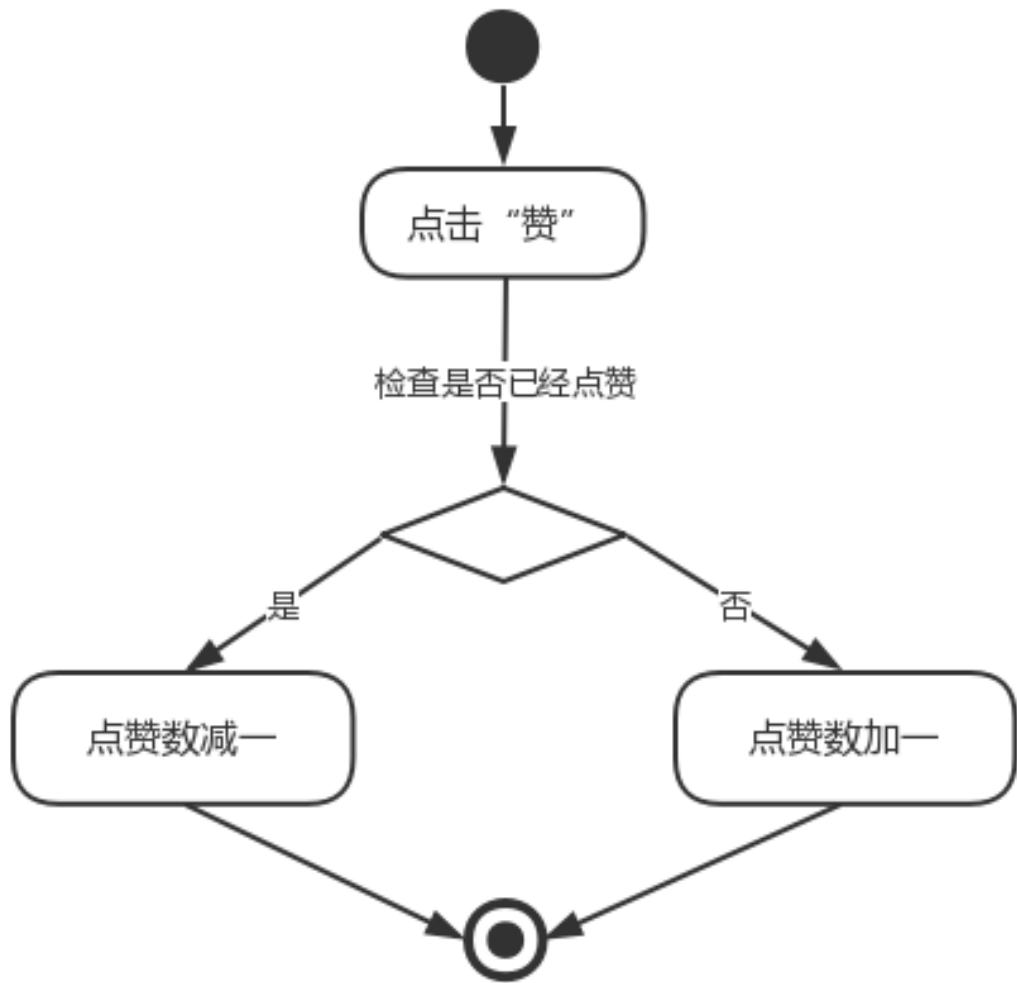 点击“赞”
检查是否已经点赞
是
否
点赞数减一
点赞数加一